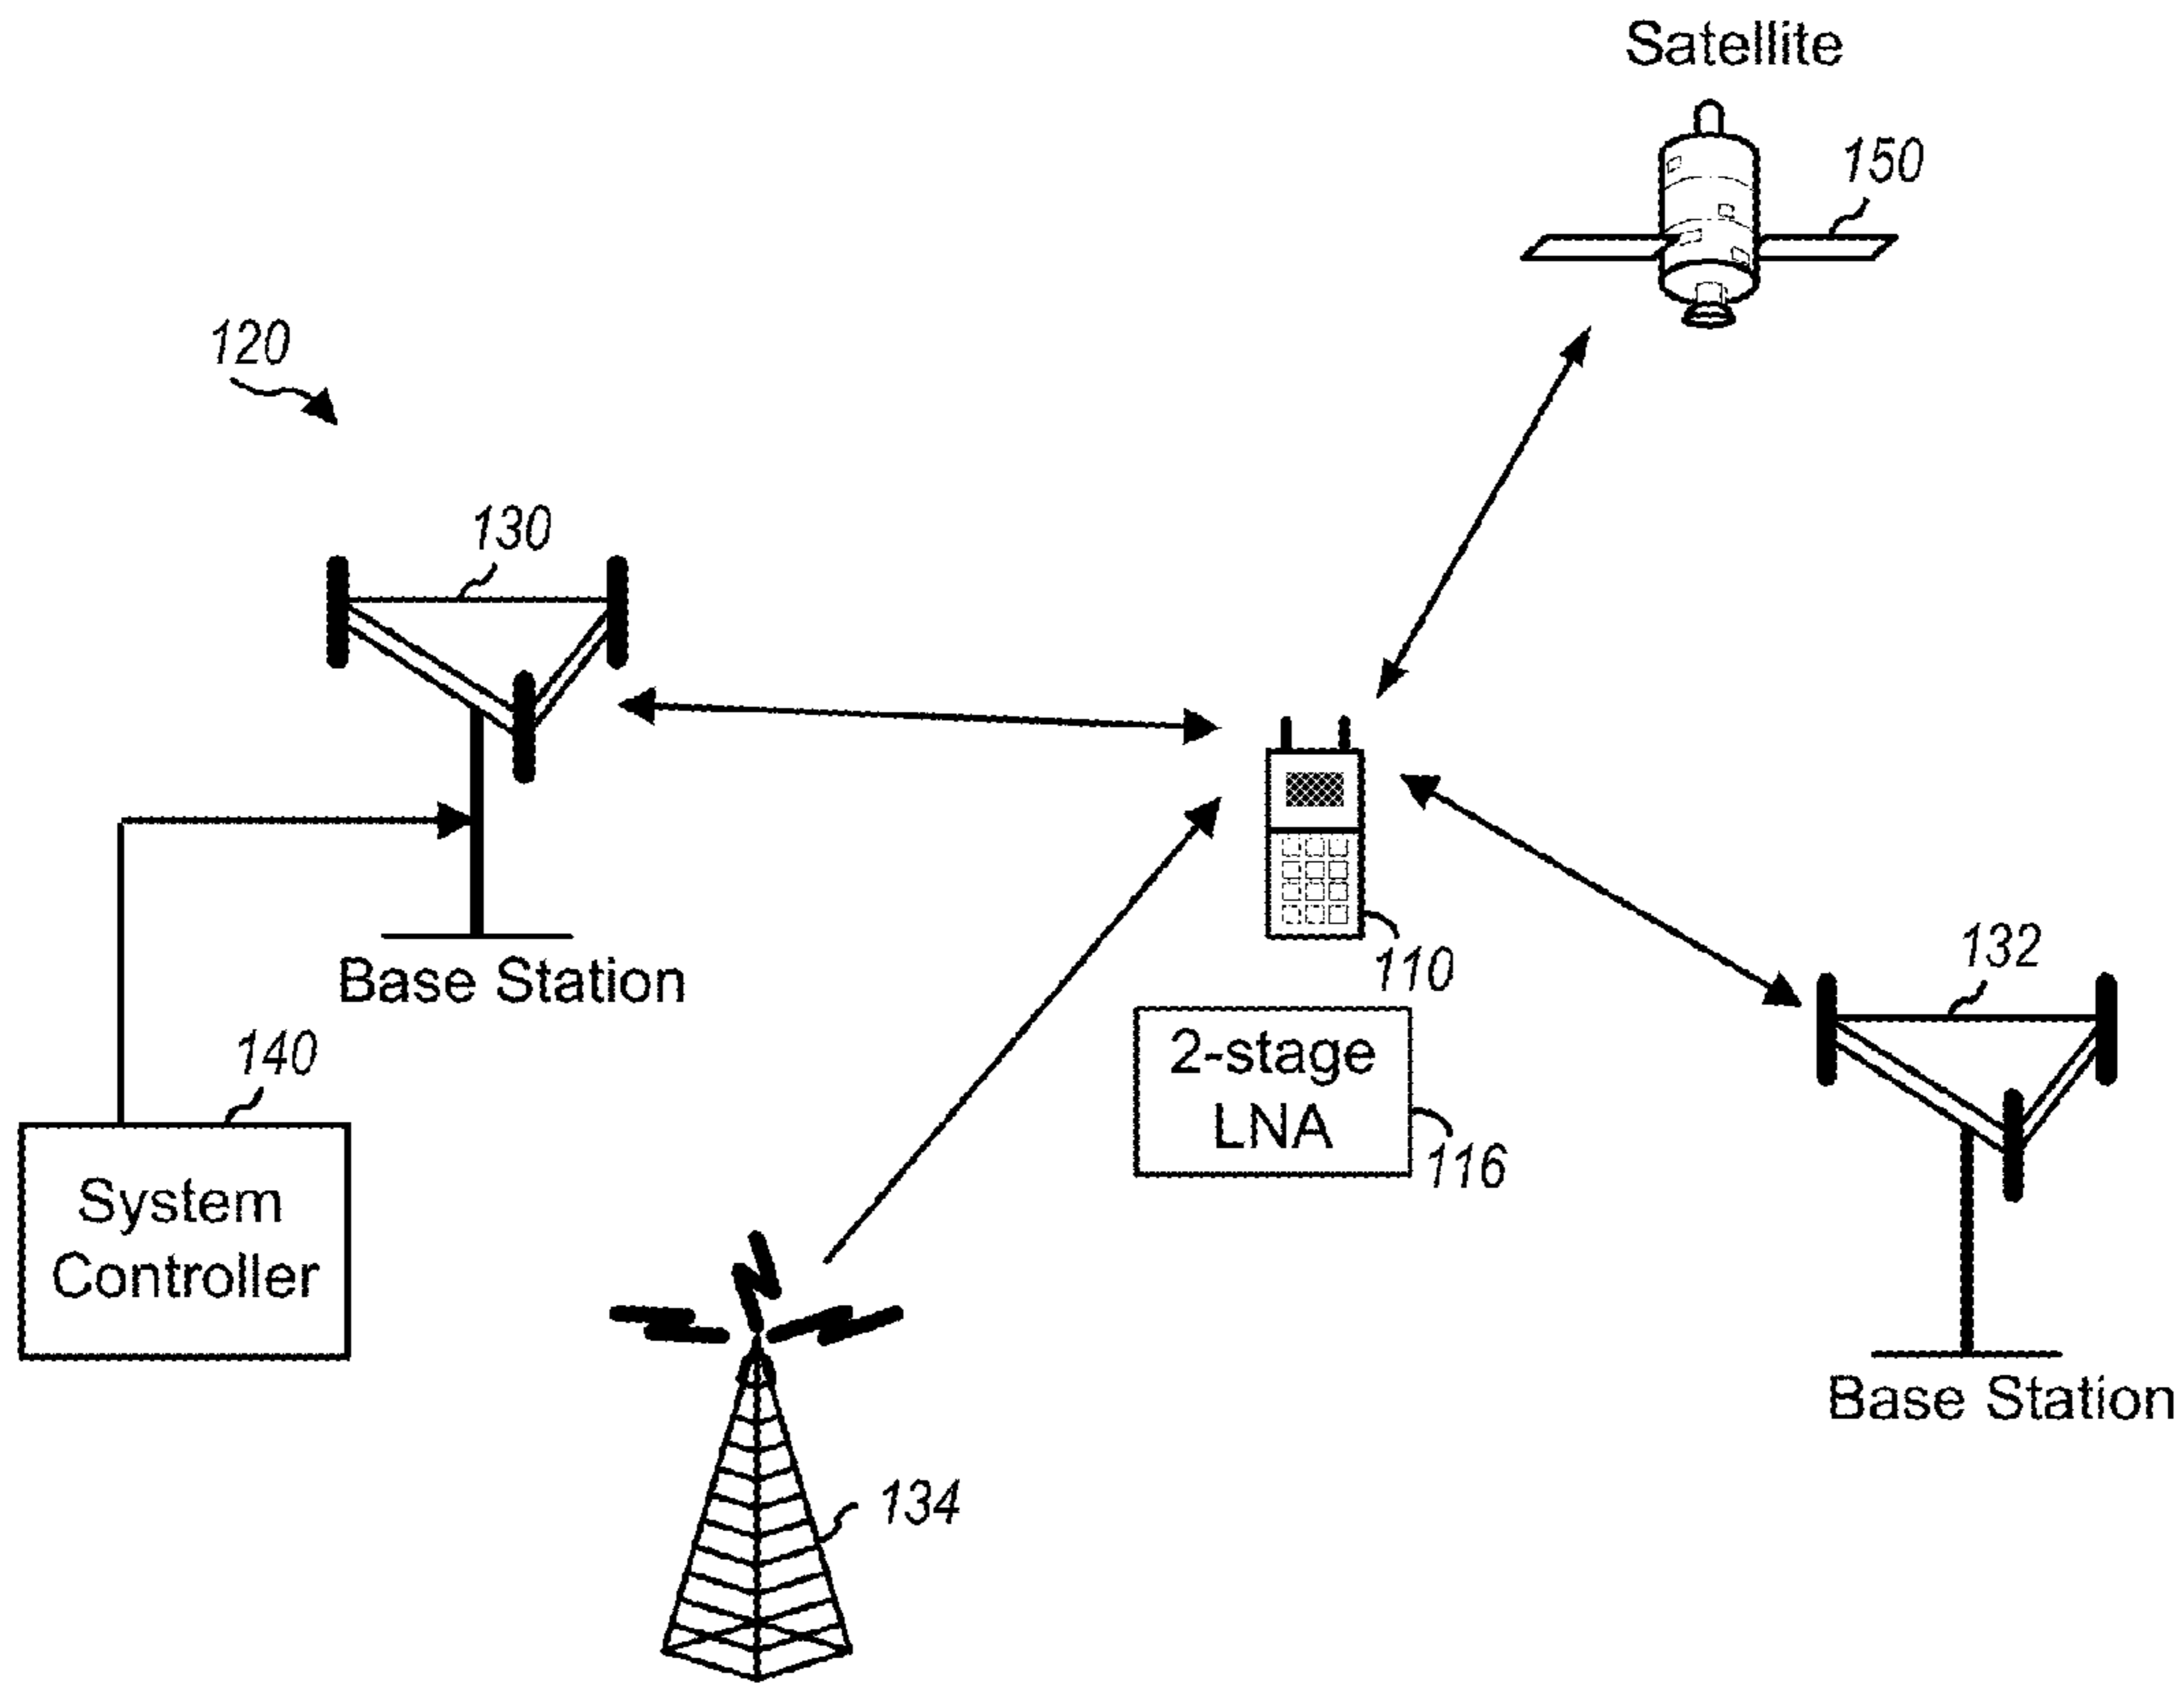 Satellite
150
120
130
Base Station
110
132
2-stage
LNA
116
140
System
Controller
Base Station
134